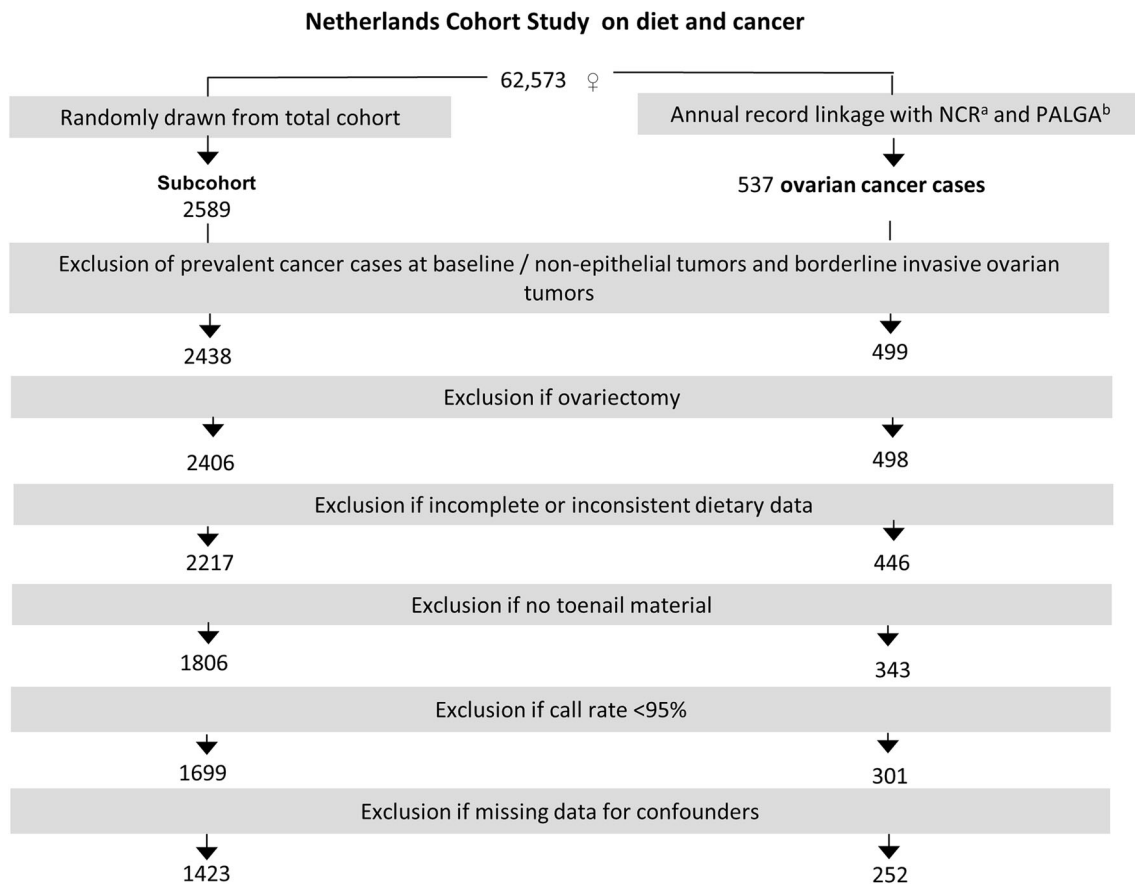 Netherlands Cohort Study on diet and cancer
62,573 ♀
Randomly drawn from total cohort
Annual record linkage with NCRᵃ and PALGAᵇ
Subcohort
2589
537 ovarian cancer cases
Exclusion of prevalent cancer cases at baseline / non-epithelial tumors and borderline invasive ovarian
tumors
2438
499
Exclusion if ovariectomy
2406
498
Exclusion if incomplete or inconsistent dietary data
2217
446
Exclusion if no toenail material
1806
343
Exclusion if call rate <95%
1699
301
Exclusion if missing data for confounders
1423
252